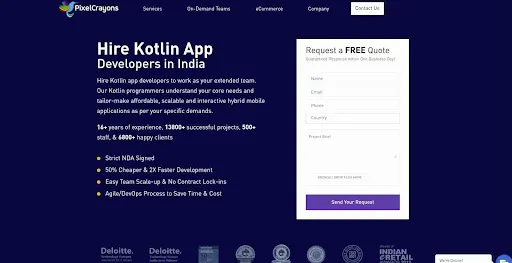 PixelCrayons
Services
On-Demand Teams
eCommerce
Company
Contact Us
Hire Kotlin App
Developers in India
Hire Kotlin app developers to work as your extended team.
Our Kotlin programmers understand your core needs and
tailor-make affordable, scalable and interactive hybrid mobile
applications as per your specific demands.
16+ years of experience, 13800+ successful projects, 500+
staff, & 6800+ happy clients
Strict NDA Signed
50% Cheaper & 2X Faster Development
Easy Team Scale-up & No Contract Lock-ins
Agile/DevOps Process to Save Time & Cost
Request a FREE Quote
Guaranteed Response within One Business Day!
Name
Email
Phone
Country
Project Brief
Send Your Request
Deloitte.
Deloitte.
INDIAN
eRETAIL
We're Online!